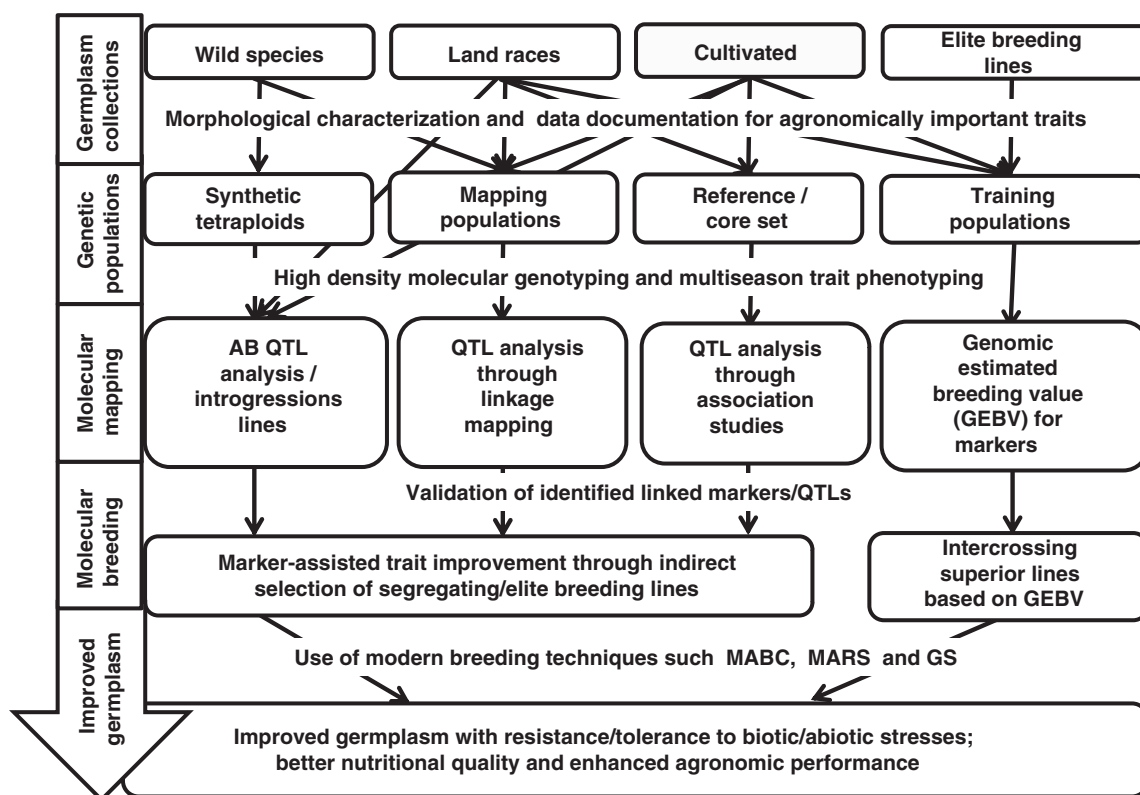 Germplasm
collections
Wild species
Land races
Cultivated
Elite breeding
lines
Morphological characterization and data documentation for agronomically important traits
Genetic
populations
Synthetic
tetraploids
Mapping
populations
Reference /
core set
Training
populations
High density molecular genotyping and multiseason trait phenotyping
Molecular
mapping
AB QTL
analysis /
introgressions
lines
QTL analysis
through
linkage
mapping
QTL analysis
through
association
studies
Genomic
estimated
breeding value
(GEBV) for
markers
Validation of identified linked markers/QTLs
Molecular
breeding
Marker-assisted trait improvement through indirect
selection of segregating/elite breeding lines
Intercrossing
superior lines
based on GEBV
Use of modern breeding techniques such MABC, MARS and GS
Improved
germplasm
Improved germplasm with resistance/tolerance to biotic/abiotic stresses;
better nutritional quality and enhanced agronomic performance